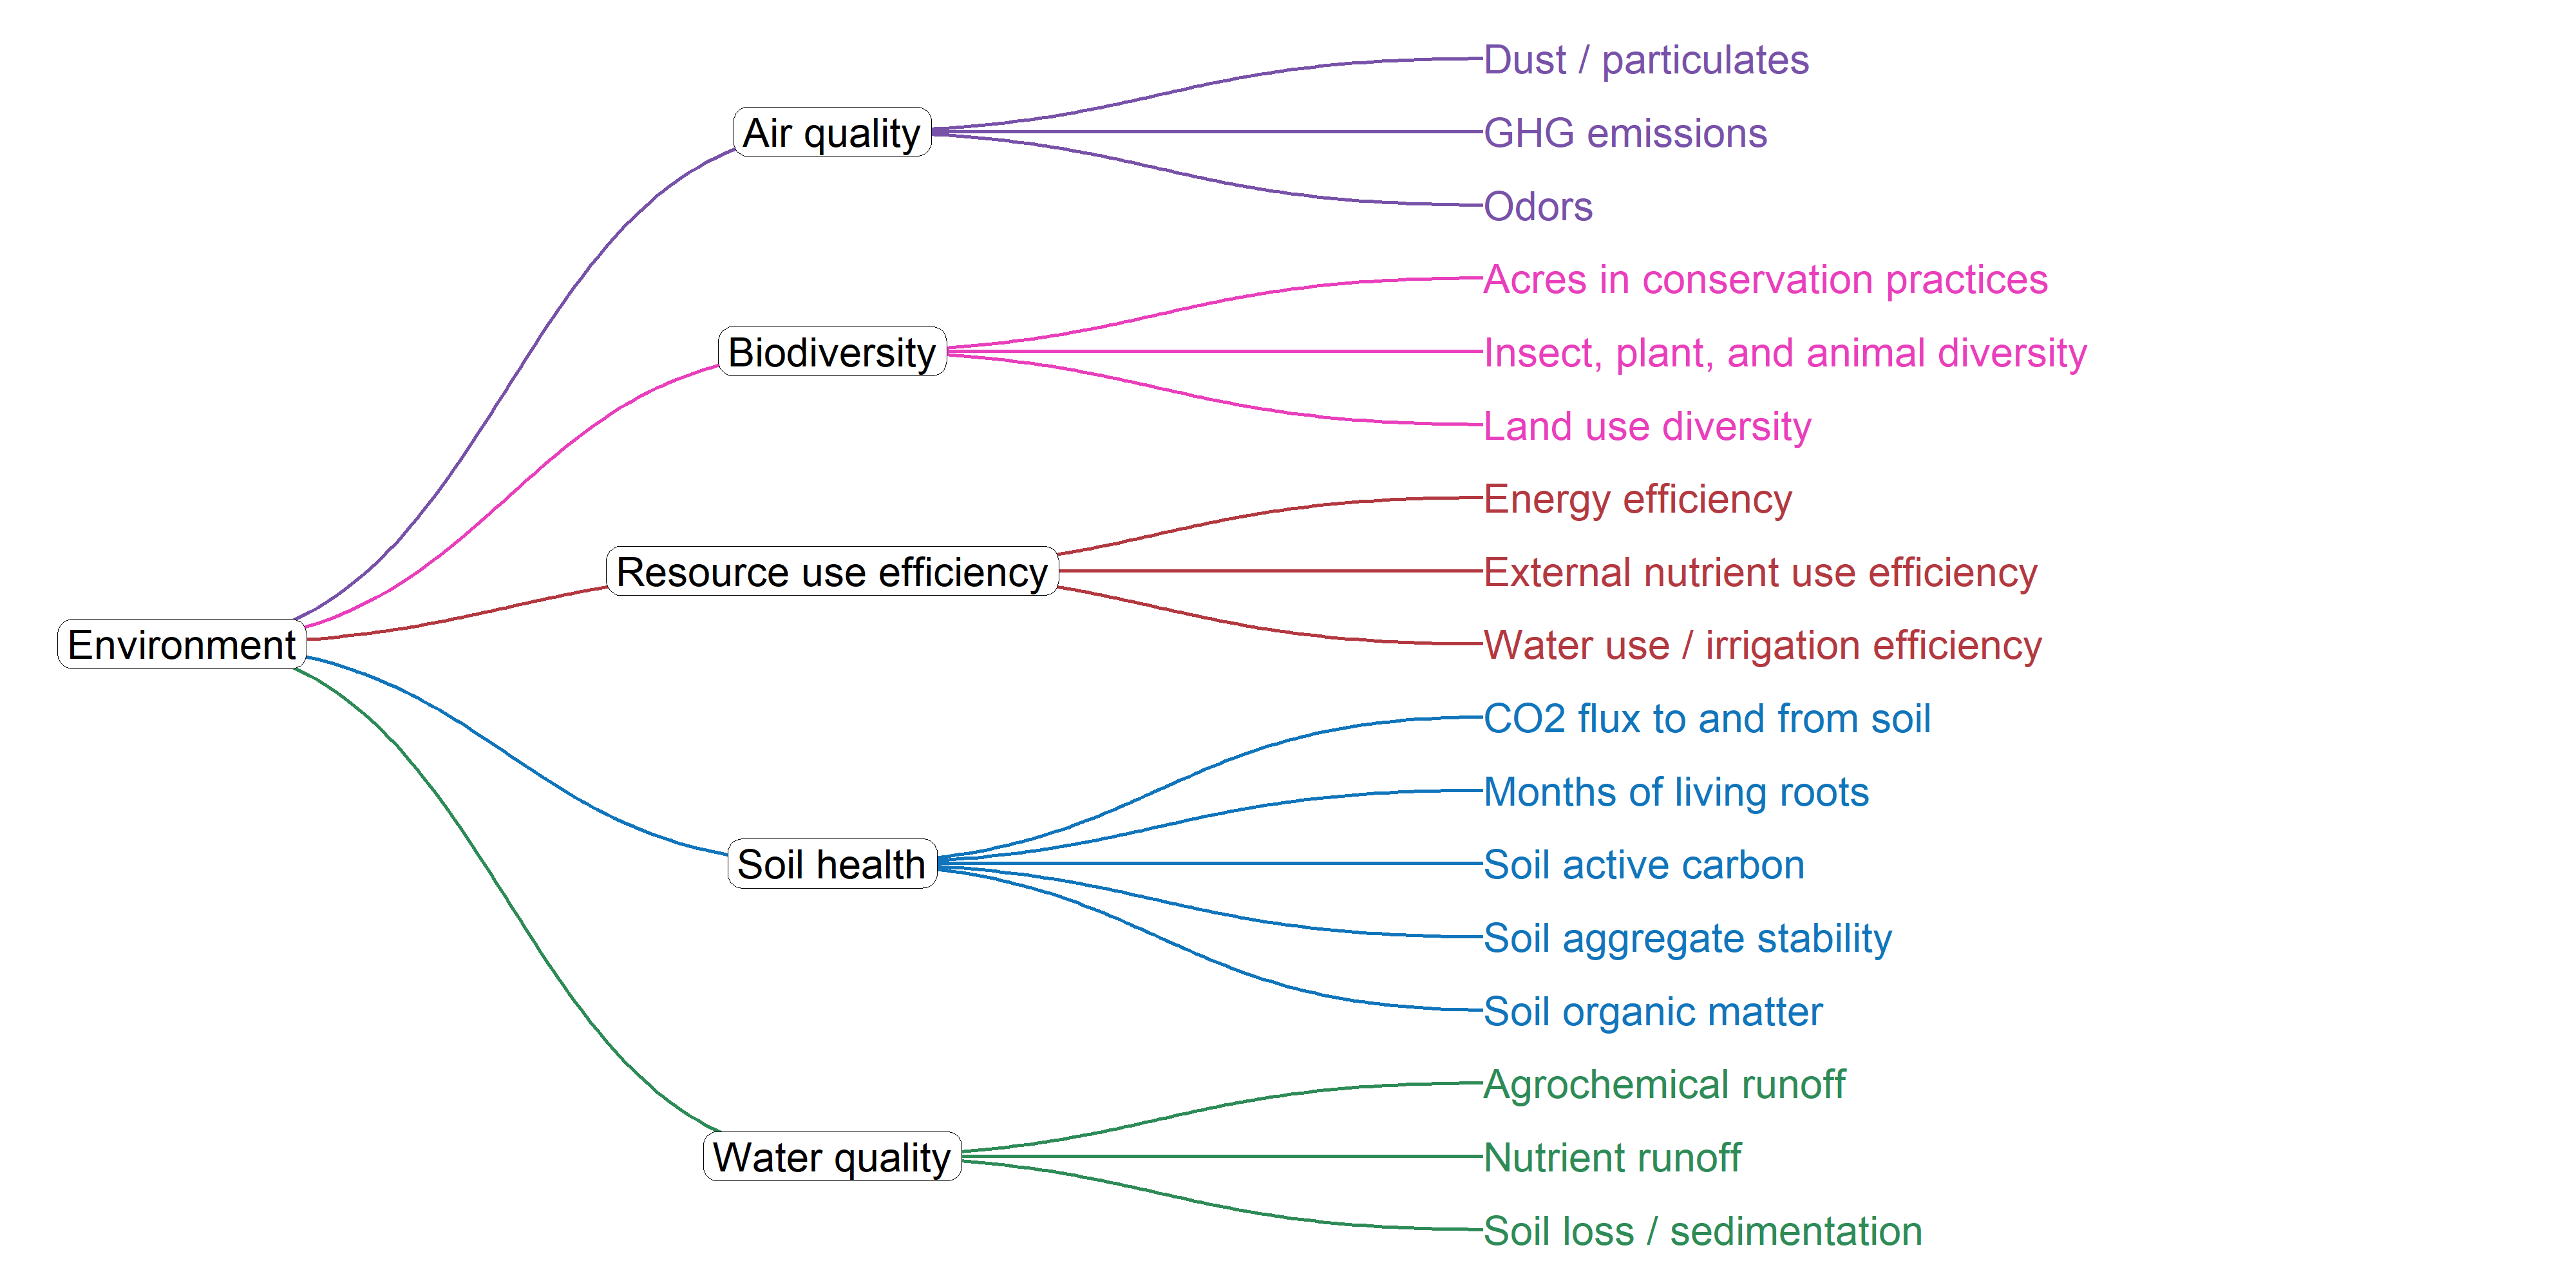 Environment
Air quality
Dust / particulates
GHG emissions
Odors
Biodiversity
Acres in conservation practices
Insect, plant, and animal diversity
Land use diversity
Resource use efficiency
Energy efficiency
External nutrient use efficiency
Water use / irrigation efficiency
Soil health
CO2 flux to and from soil
Months of living roots
Soil active carbon
Soil aggregate stability
Soil organic matter
Water quality
Agrochemical runoff
Nutrient runoff
Soil loss / sedimentation